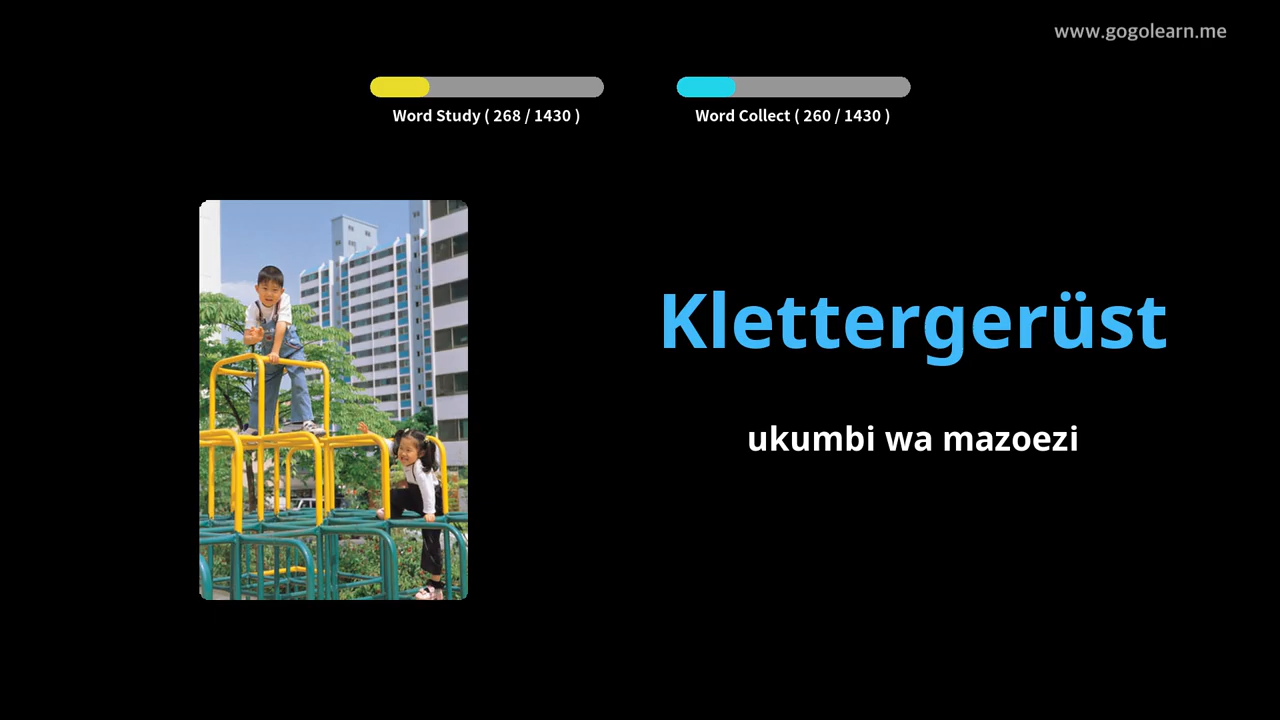 www.gogolearn.me
Word Study ( 268 / 1430 )
Word Collect ( 260 / 1430 )
Klettergerüst
ukumbi wa mazoezi